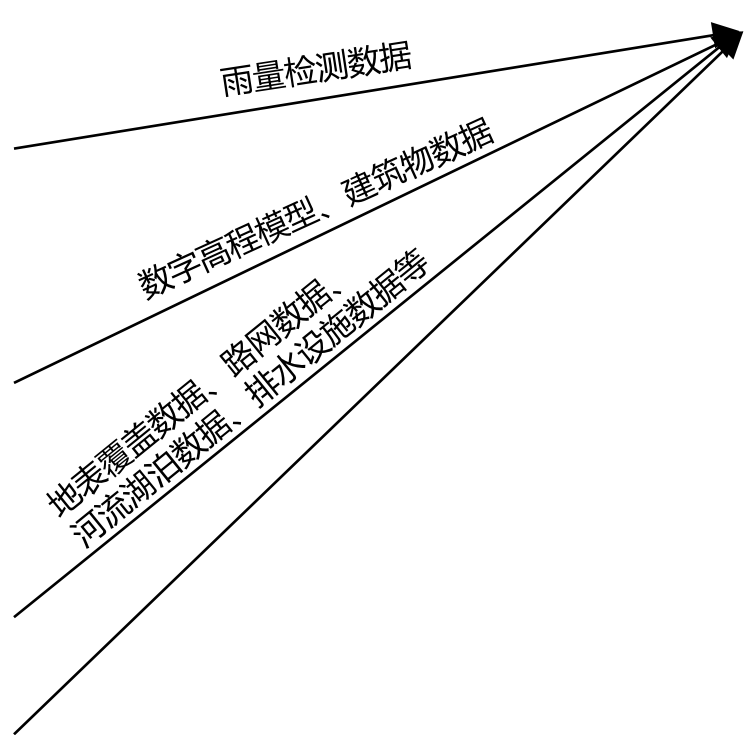 雨量检测数据
数字高程模型、建筑物数据
地表覆盖数据、路网数据、
河流湖泊数据、排水设施数据等